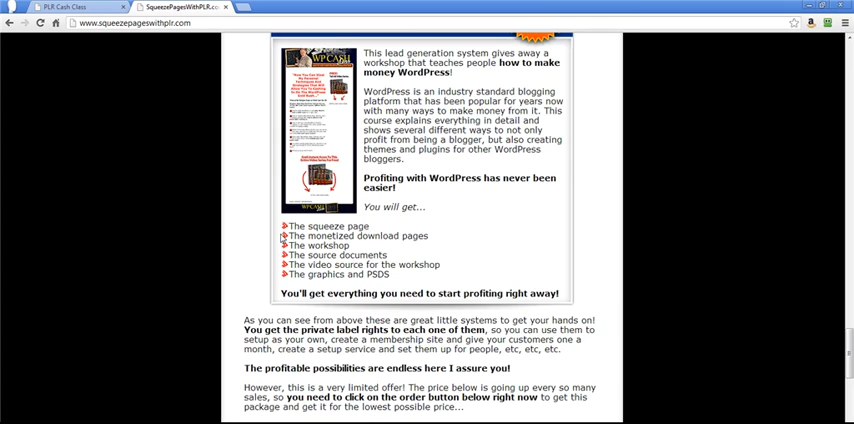 PLR Cash Class
SqueezePagesWithPLR.co
www.squeezepageswithplr.com
This lead generation system gives away a
workshop that teaches people how to make
money WordPress!
WordPress is an industry standard blogging
platform that has been popular for years now
with many ways to make money from it. This
course explains everything in detail and
shows several different ways to not only
profit from being a blogger, but also creating
themes and plugins for other WordPress
bloggers.
Profiting with WordPress has never been
easier!
You will get...
The squeeze page
The monetized download pages
The workshop
The source documents
The video source for the workshop
The graphics and PSDS
You'll get everything you need to start profiting right away!
As you can see from above these are great little systems to get your hands on!
You get the private label rights to each one of them, so you can use them to
setup as your own, create a membership site and give your customers one a
month, create a setup service and set them up for people, etc, etc, etc.
The profitable possibilities are endless here I assure you!
However, this is a very limited offer! The price below is going up every so many
sales, so you need to click on the order button below right now to get this
package and get it for the lowest possible price...
WP CASH